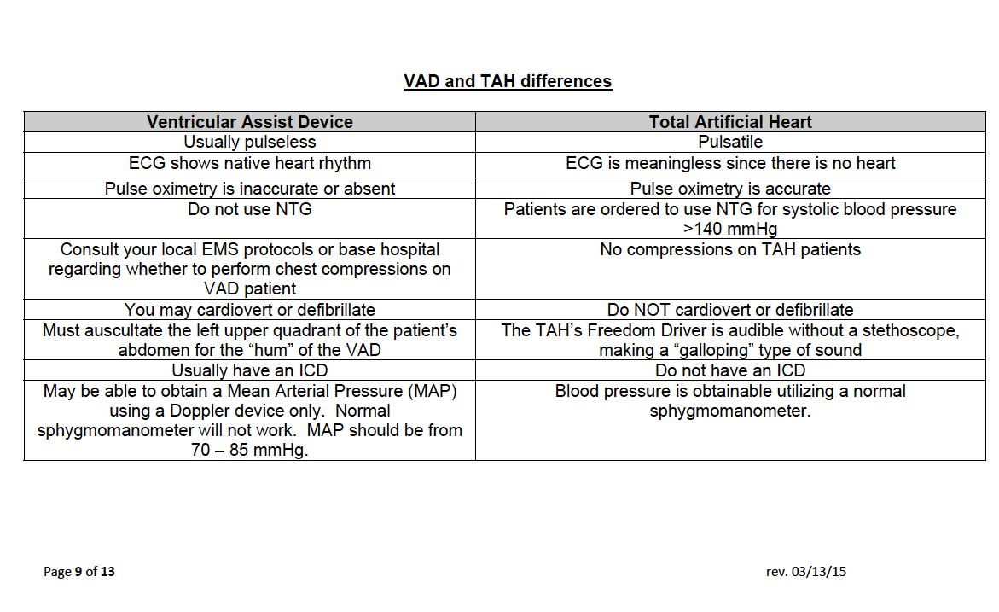 VAD and TAH differences
Ventricular Assist Device
Total Artificial Heart
Usually pulseless
Pulsatile
ECG shows native heart rhythm
ECG is meaningless since there is no heart
Pulse oximetry is inaccurate or absent
Pulse oximetry is accurate
Do not use NTG
Patients are ordered to use NTG for systolic blood pressure
>140 mmHg
Consult your local EMS protocols or base hospital
regarding whether to perform chest compressions on
VAD patient
No compressions on TAH patients
You may cardiovert or defibrillate
Do NOT cardiovert or defibrillate
Must auscultate the left upper quadrant of the patient’s
abdomen for the “hum” of the VAD
The TAH’s Freedom Driver is audible without a stethoscope,
making a “galloping” type of sound
Usually have an ICD
Do not have an ICD
May be able to obtain a Mean Arterial Pressure (MAP)
using a Doppler device only.  Normal
sphygmomanometer will not work.  MAP should be from
70 – 85 mmHg.
Blood pressure is obtainable utilizing a normal
sphygmomanometer.
Page 9 of 13
rev. 03/13/15